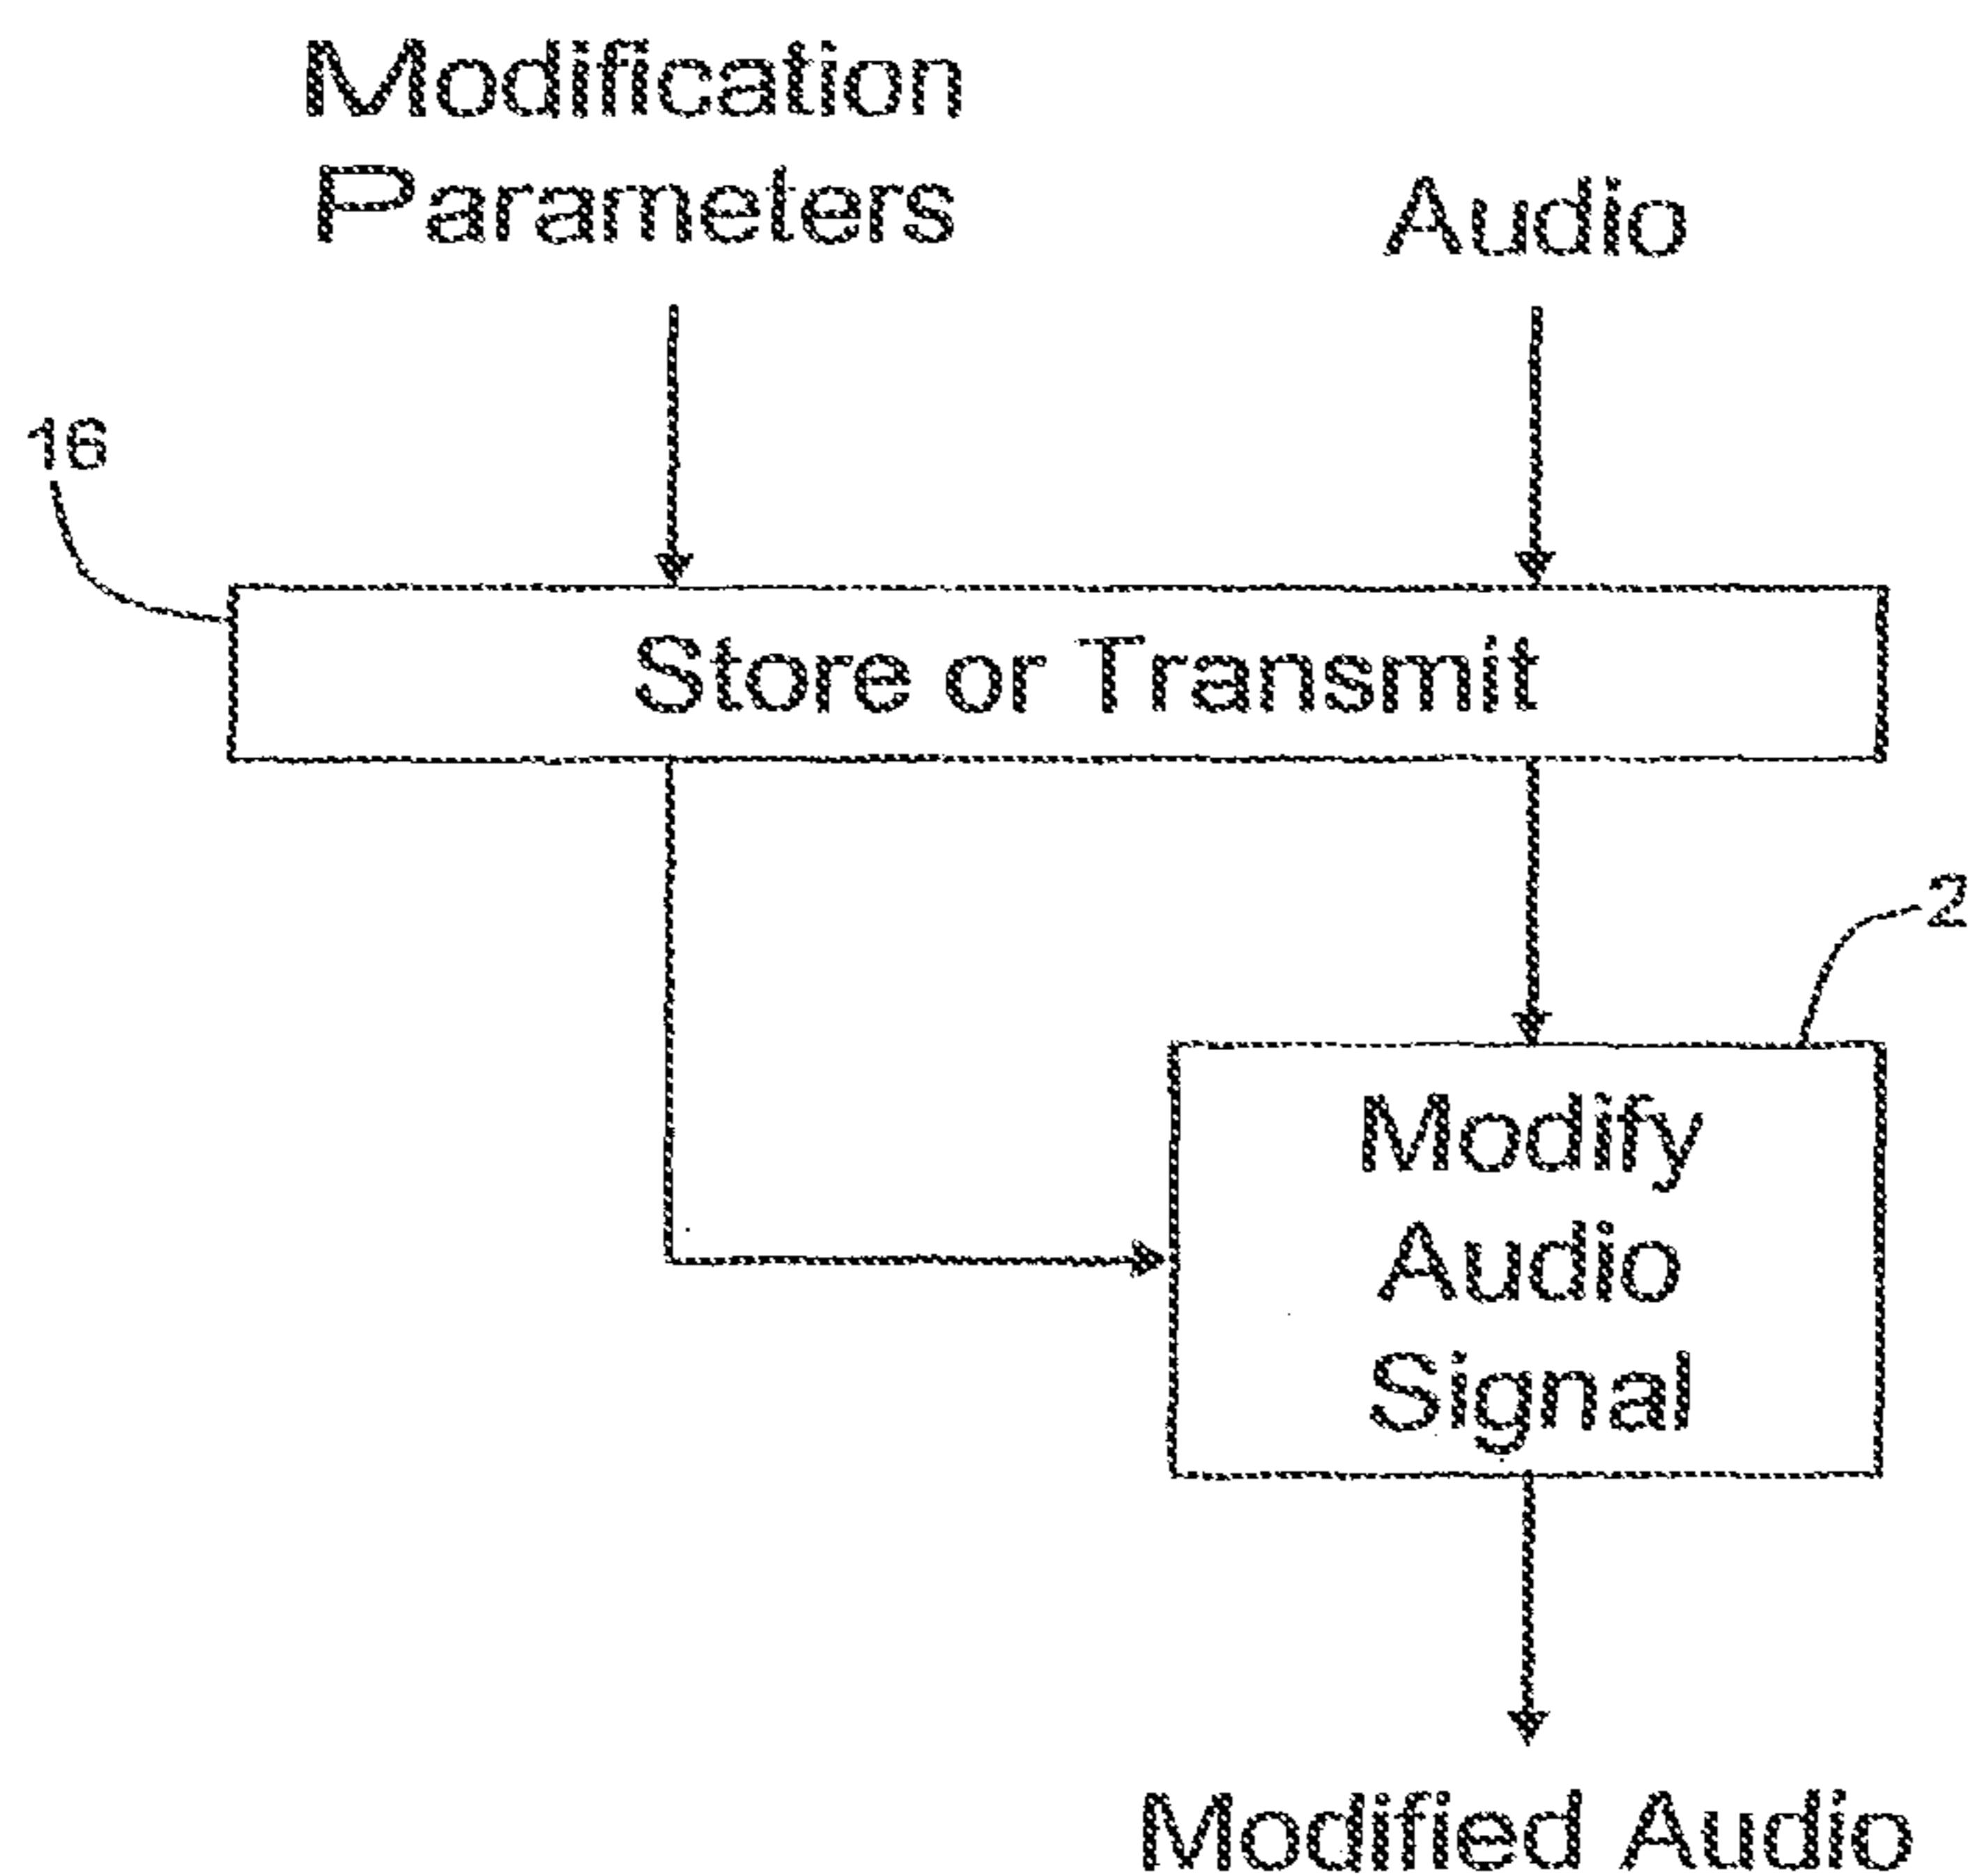 Modification
Parameters
Audio
16
Store or Transmit
2
Modify
Audio
Signal
Modified Audio